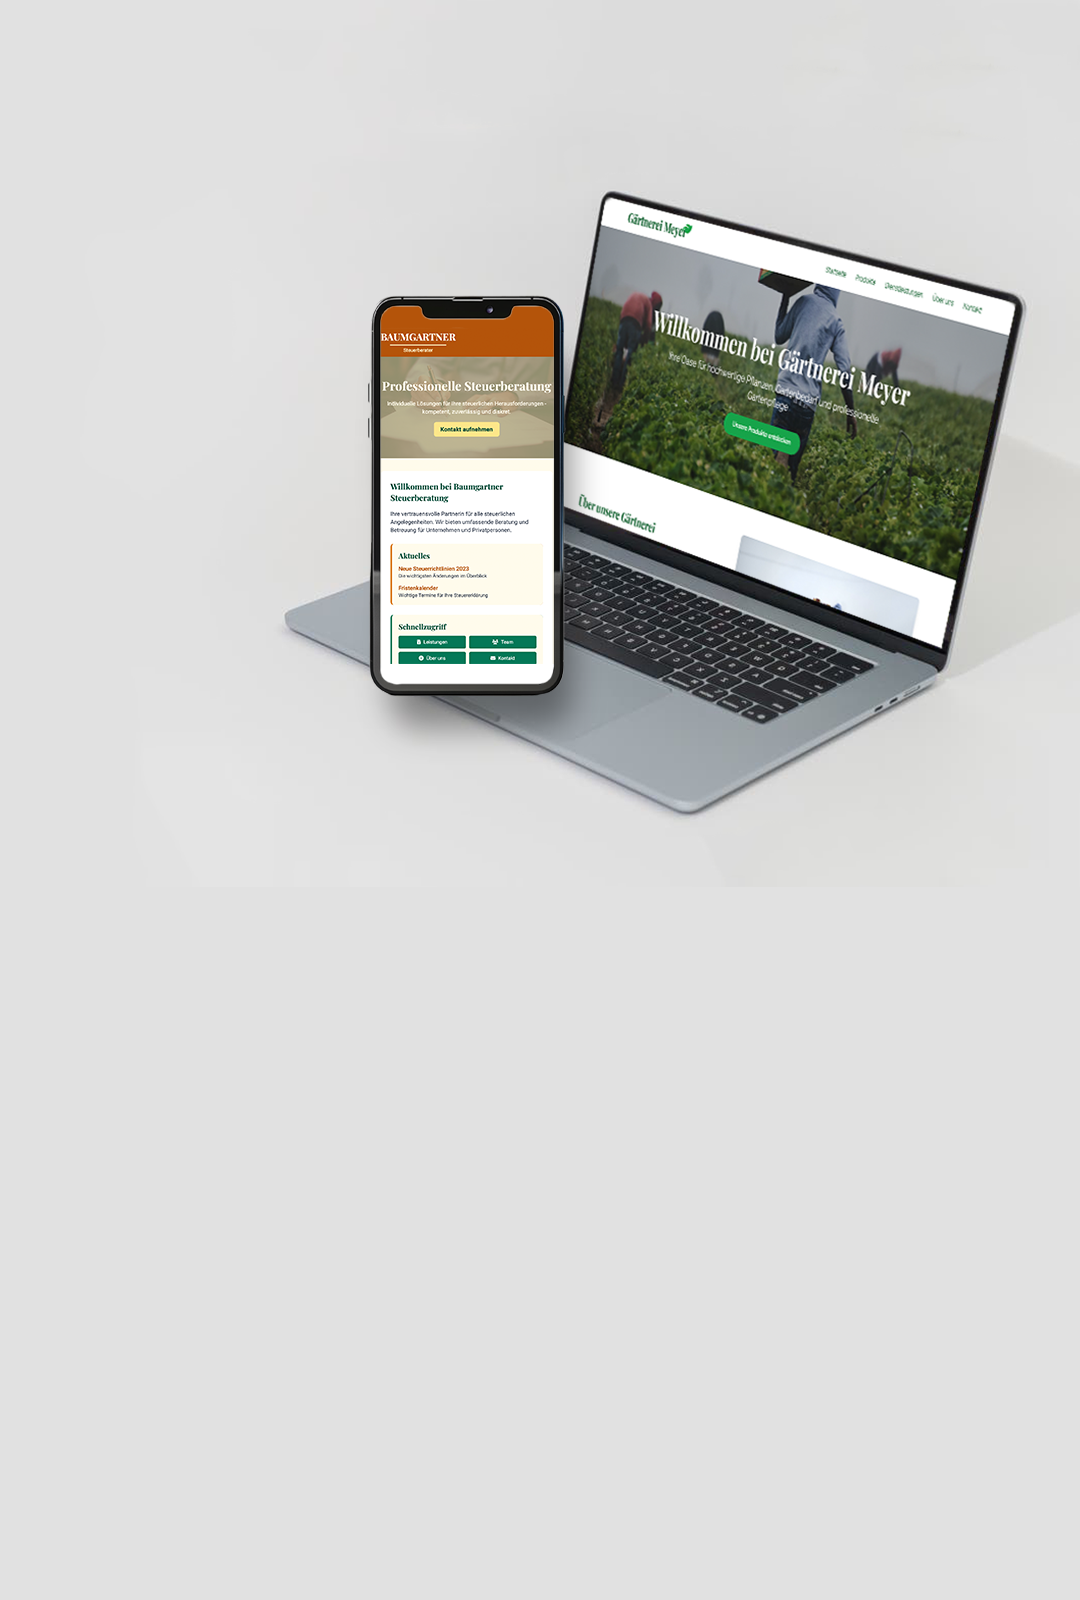 BAUMGARTNER
Steuerberater
Professionelle Steuerberatung
Individuelle Lösungen für Ihre steuerlichen Herausforderungen -
kompetent, zuverlässig und diskret.
Kontakt aufnehmen
Willkommen bei Baumgartner
Steuerberatung
Ihre vertrauensvolle Partnerin für alle steuerlichen
Angelegenheiten. Wir bieten umfassende Beratung und
Betreuung für Unternehmen und Privatpersonen.
Aktuelles
Neue Steuerrichtlinien 2023
Die wichtigsten Änderungen im Überblick
Fristenkalender
Wichtige Termine für Ihre Steuererklärung
Schnellzugriff
Leistungen
Team
Über uns
Kontakt
Gärtnerei Meyer
Startseite Produkte Dienstleistungen Über uns Kontakt
Willkommen bei Gärtnerei Meyer
Ihre Oase für hochwertige Pflanzen, Gartenbedarf und professionelle
Gartenpflege
Unsere Produkte entdecken
Über unsere Gärtnerei